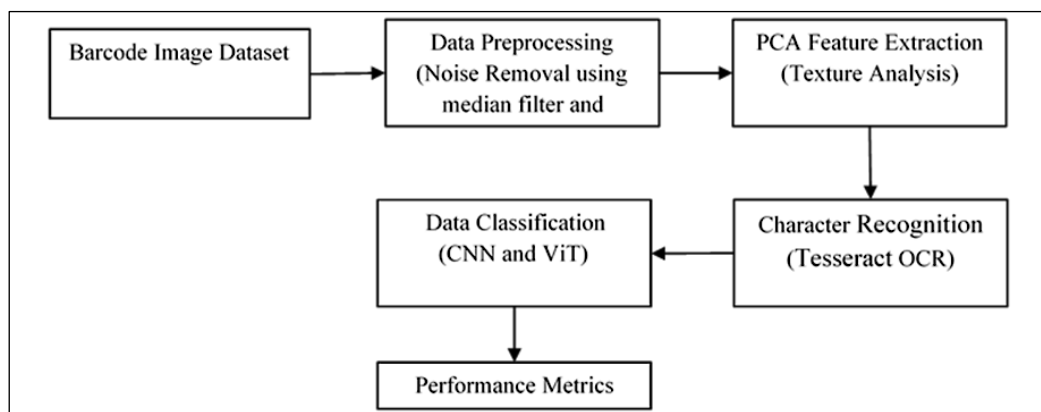 Barcode Image Dataset
Data Preprocessing
(Noise Removal using
median filter and
PCA Feature Extraction
(Texture Analysis)
Character Recognition
(Tesseract OCR)
Data Classification
(CNN and ViT)
Performance Metrics